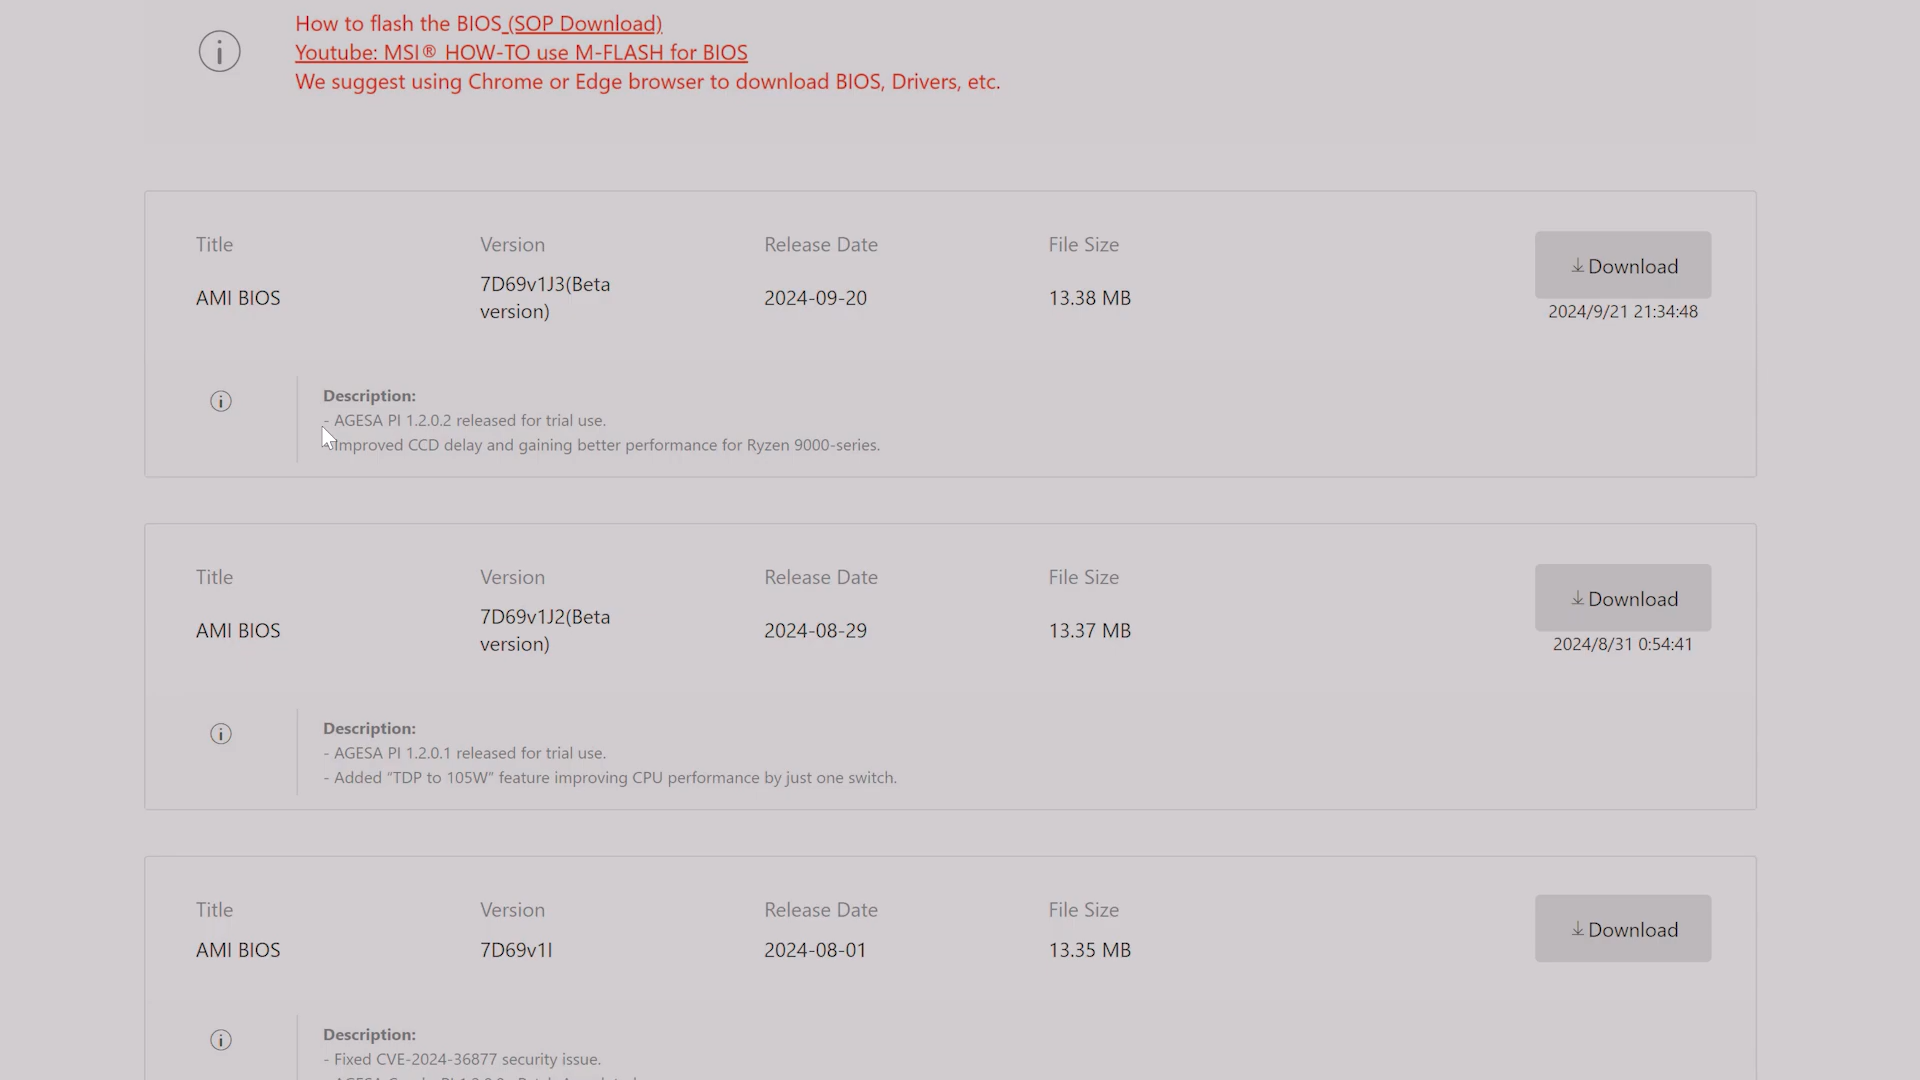 How to flash the BIOS (SOP Download)
Youtube: MSI® HOW-TO use M-FLASH for BIOS
We suggest using Chrome or Edge browser to download BIOS, Drivers, etc.
Title Version Release Date File Size
AMI BIOS 7D69v1J3(Beta version) 2024-09-20 13.38 MB
Download
2024/9/21 21:34:48
Description:
- AGESA PI 1.2.0.2 released for trial use.
Improved CCD delay and gaining better performance for Ryzen 9000-series.
Title Version Release Date File Size
AMI BIOS 7D69v1J2(Beta version) 2024-08-29 13.37 MB
Download
2024/8/31 0:54:41
Description:
- AGESA PI 1.2.0.1 released for trial use.
- Added “TDP to 105W” feature improving CPU performance by just one switch.
Title Version Release Date File Size
AMI BIOS 7D69v1I 2024-08-01 13.35 MB
Download
Description:
- Fixed CVE-2024-36877 security issue.